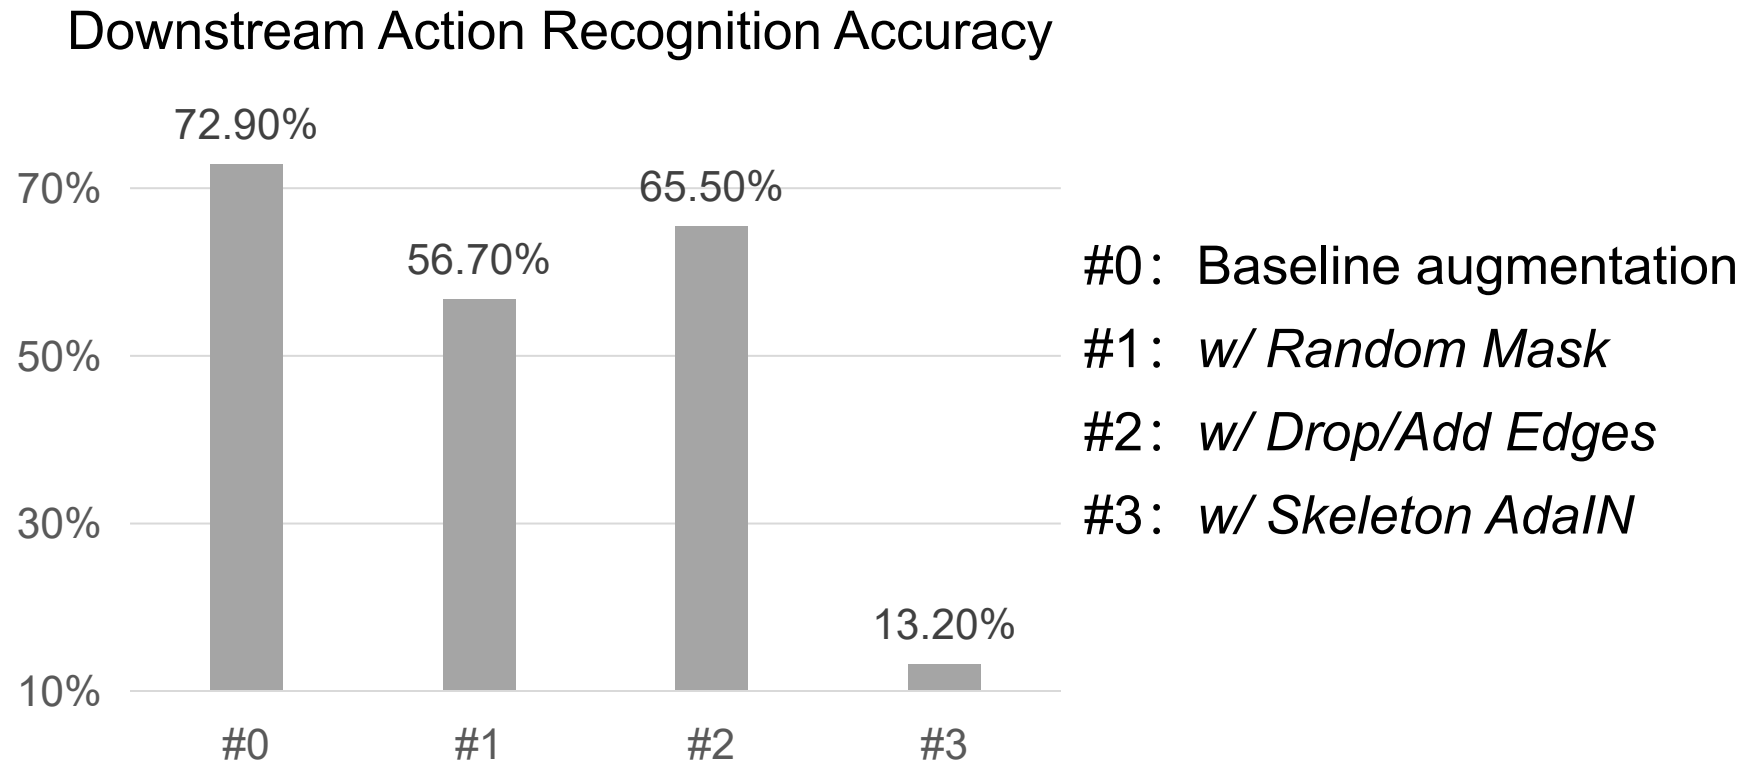 Downstream Action Recognition Accuracy
72.90%
70%
65.50%
56.70%
50%
30%
13.20%
10%
#0
#1
#2
#3
#0: Baseline augmentation
#1: w/ Random Mask
#2: w/ Drop/Add Edges
#3: w/ Skeleton AdaIN